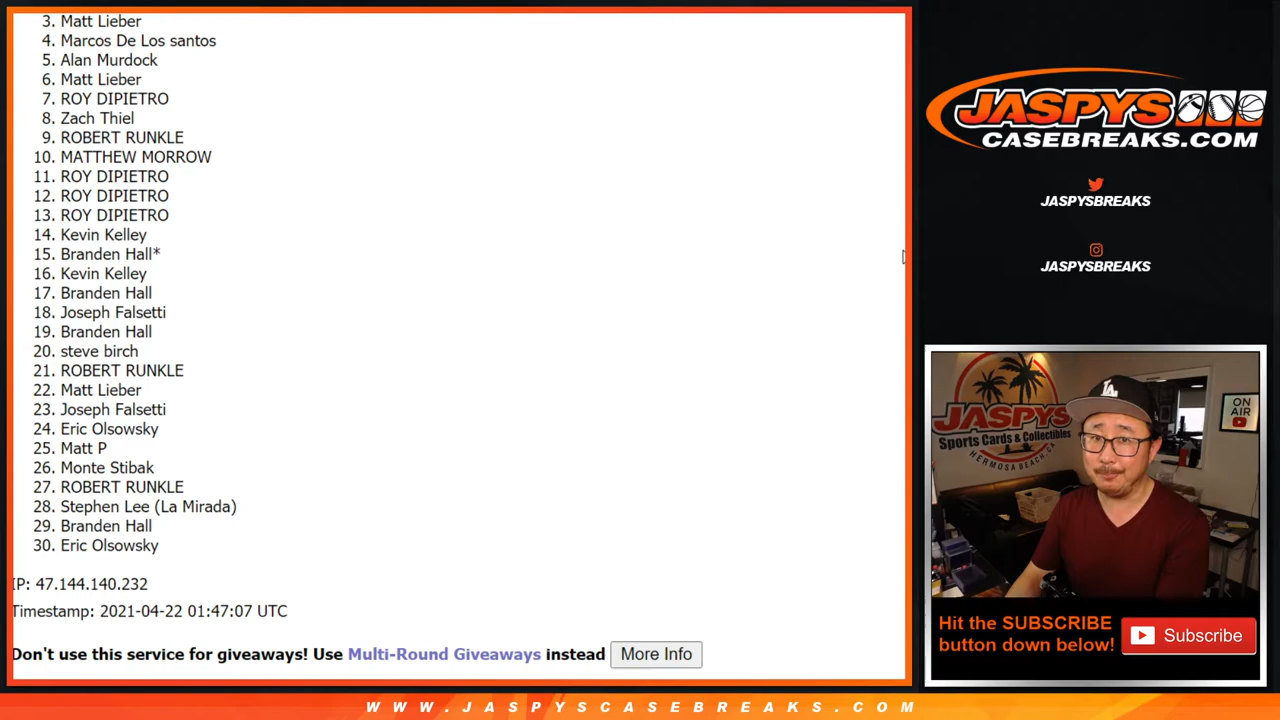 3. Matt Lieber
4. Marcos De Los santos
5. Alan Murdock
6. Matt Lieber
7. ROY DIPIETRO
8. Zach Thiel
9. ROBERT RUNKLE
10. MATTHEW MORROW
11. ROY DIPIETRO
12. ROY DIPIETRO
13. ROY DIPIETRO
14. Kevin Kelley
15. Branden Hall*
16. Kevin Kelley
17. Branden Hall
18. Joseph Falsetti
19. Branden Hall
20. steve birch
21. ROBERT RUNKLE
22. Matt Lieber
23. Joseph Falsetti
24. Eric Olsowsky
25. Matt P
26. Monte Stibak
27. ROBERT RUNKLE
28. Stephen Lee (La Mirada)
29. Branden Hall
30. Eric Olsowsky
IP: 47.144.140.232
Timestamp: 2021-04-22 01:47:07 UTC
Don't use this service for giveaways! Use Multi-Round Giveaways instead More Info
JASPYS
CASEBREAKS.COM
JASPYSBREAKS
JASPYSBREAKS
JASPYS
Sports Cards & Collectibles
HERMOSA BEACH, CA
LA
ON
AIR
Hit the SUBSCRIBE
button down below!
Subscribe
WWW.JASPYSCASEBREAKS.COM